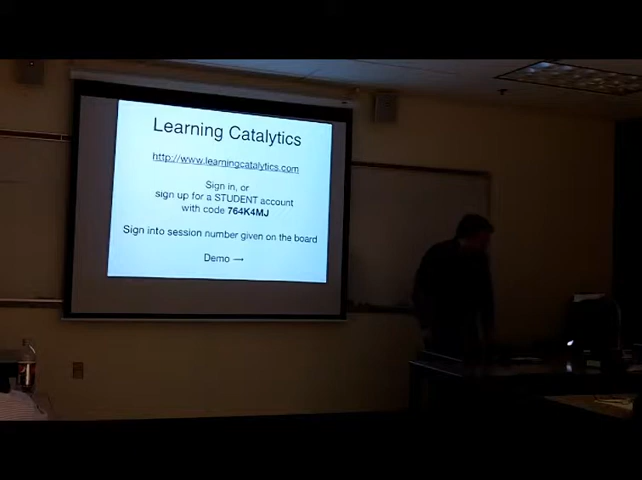 Learning Catalytics
http://www.learningcatalytics.com
Sign in, or
sign up for a STUDENT account
with code 764K4MJ
Sign into session number given on the board
Demo →